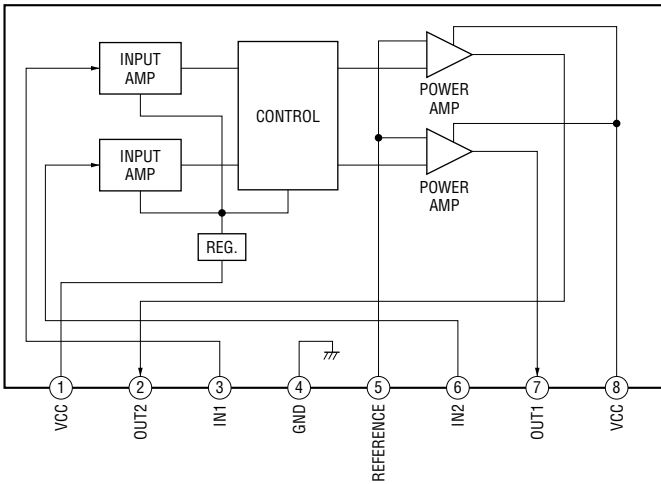 INPUT
AMP
INPUT
AMP
CONTROL
POWER
AMP
POWER
AMP
REG.
1 2 3 4 5 6 7 8
VCC
OUT2
IN1
GND
REFERENCE
IN2
OUT1
VCC